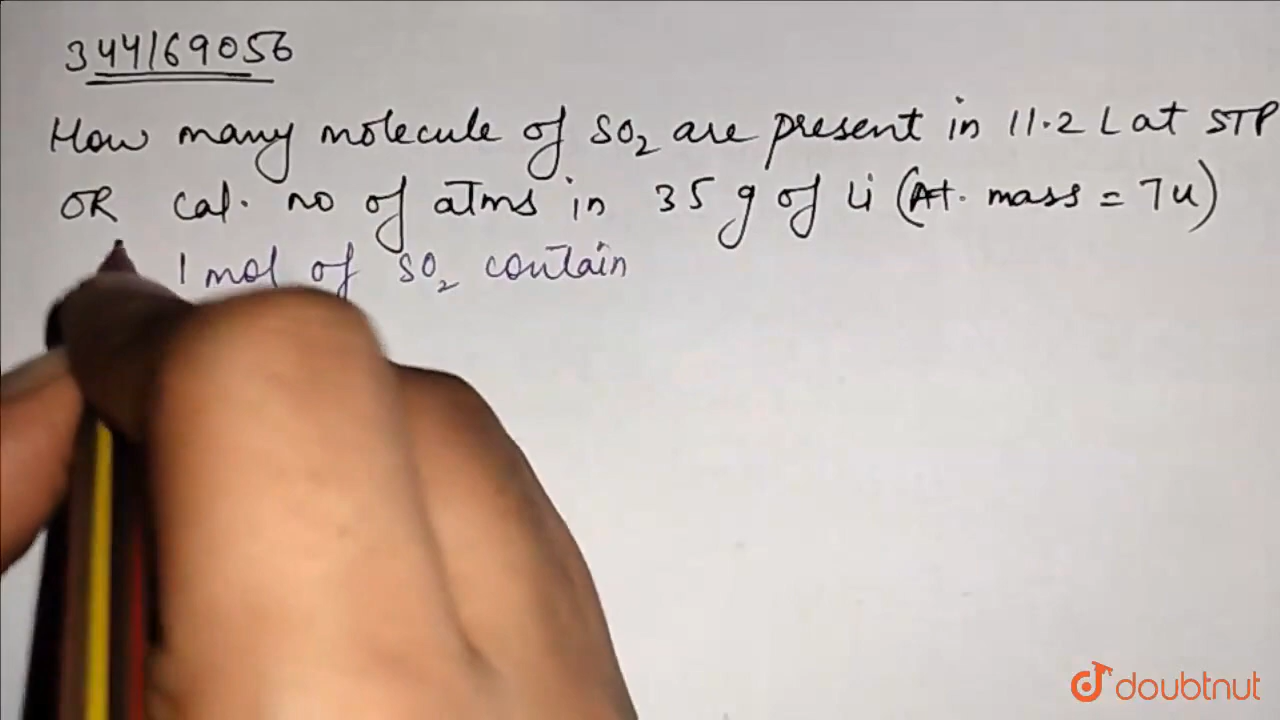 344169056
How many molecule of SO2 are present in 11.2 L at STP
OR cal. no of atms in 35 g of Li (At. mass = 7u)
1 mol of SO2 contain
doubtnut